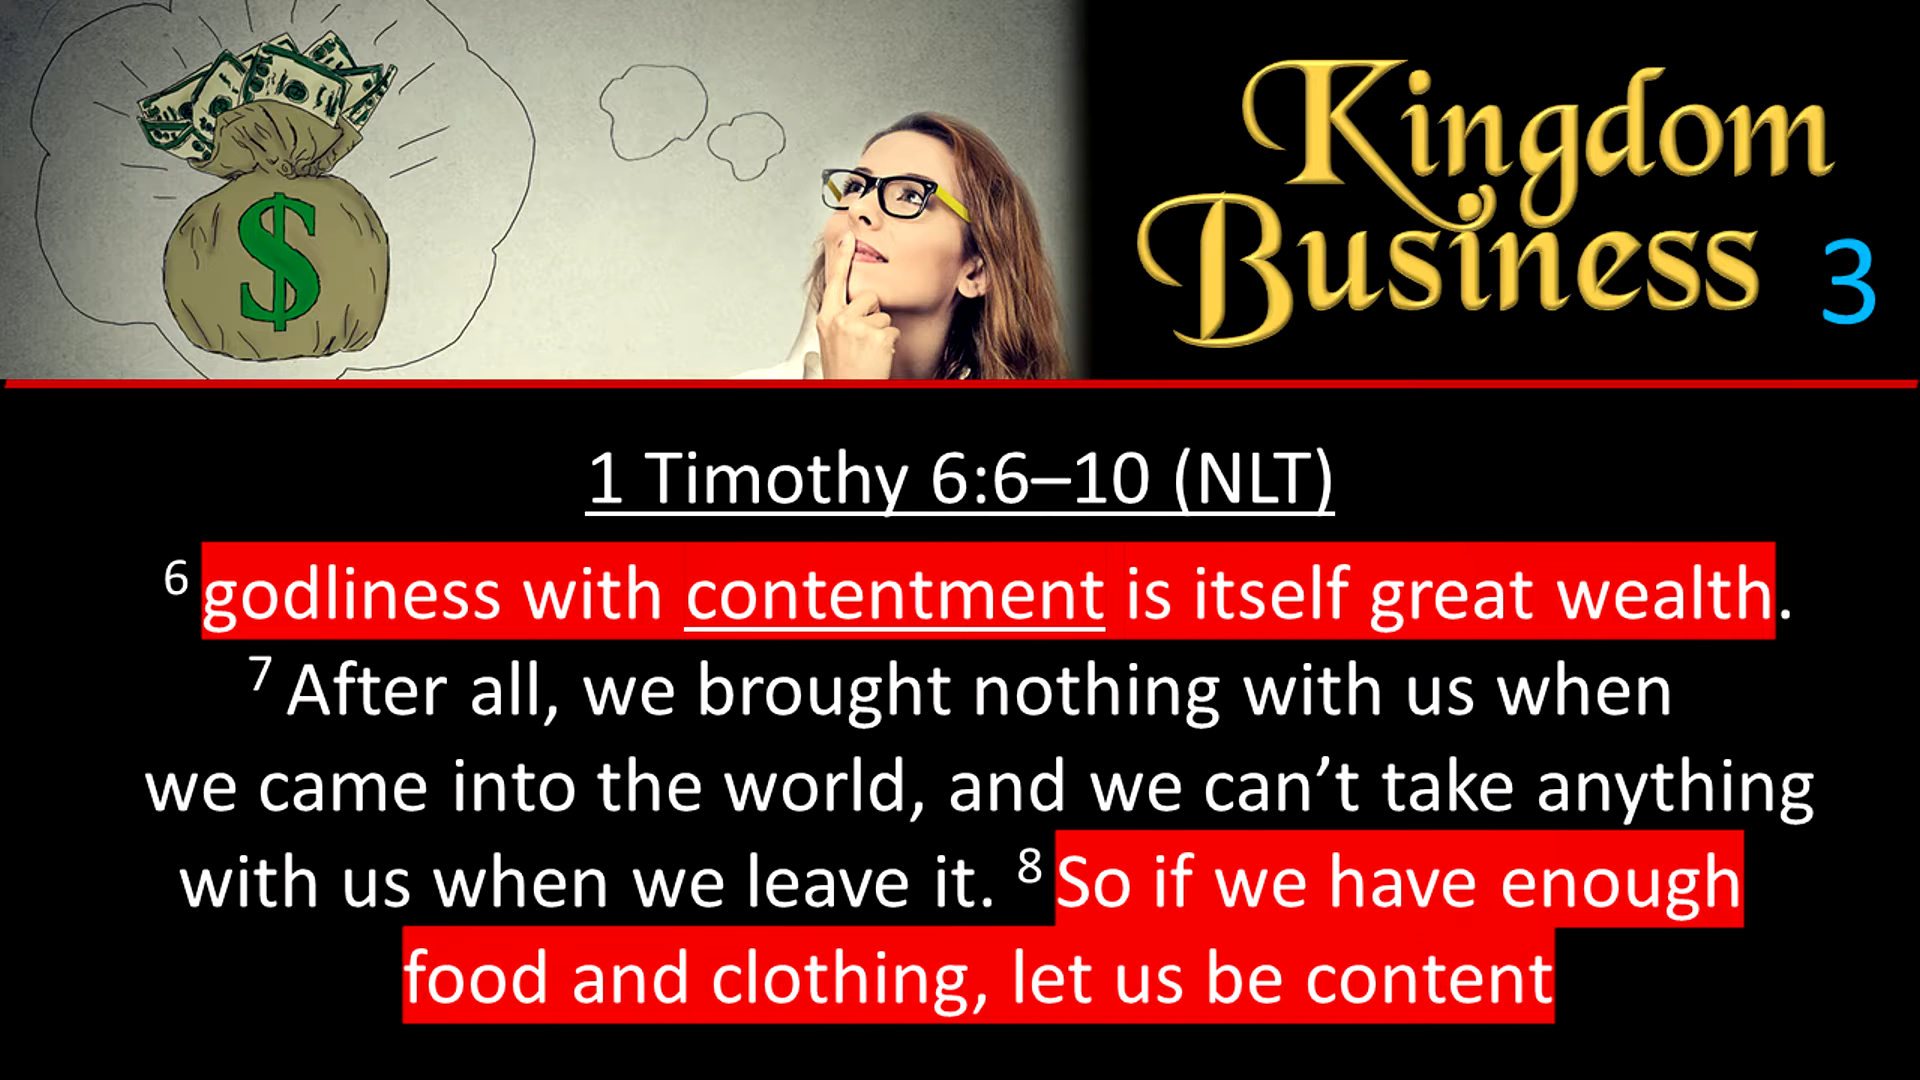 $
Kingdom
Business 3
1 Timothy 6:6–10 (NLT)
6 godliness with contentment is itself great wealth.
7 After all, we brought nothing with us when
we came into the world, and we can’t take anything
with us when we leave it. 8 So if we have enough
food and clothing, let us be content